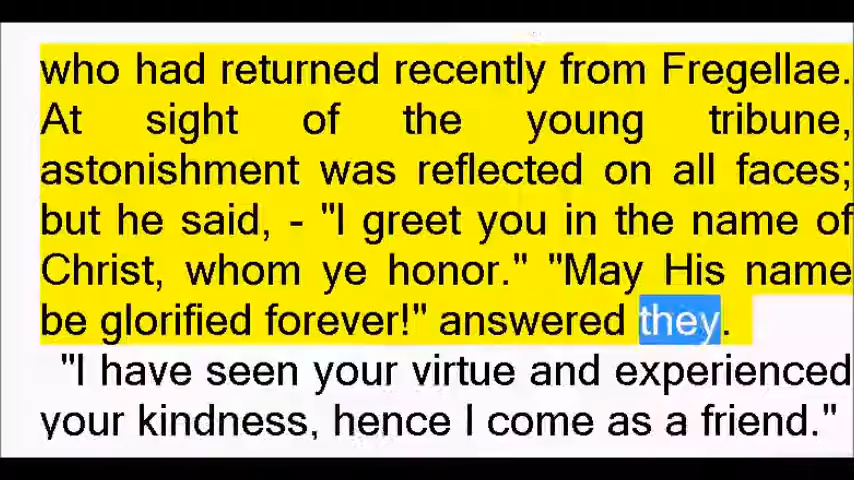 who had returned recently from Fregellae.
At sight of the young tribune,
astonishment was reflected on all faces;
but he said, - "I greet you in the name of
Christ, whom ye honor." "May His name
be glorified forever!" answered they.
"I have seen your virtue and experienced
your kindness, hence I come as a friend."